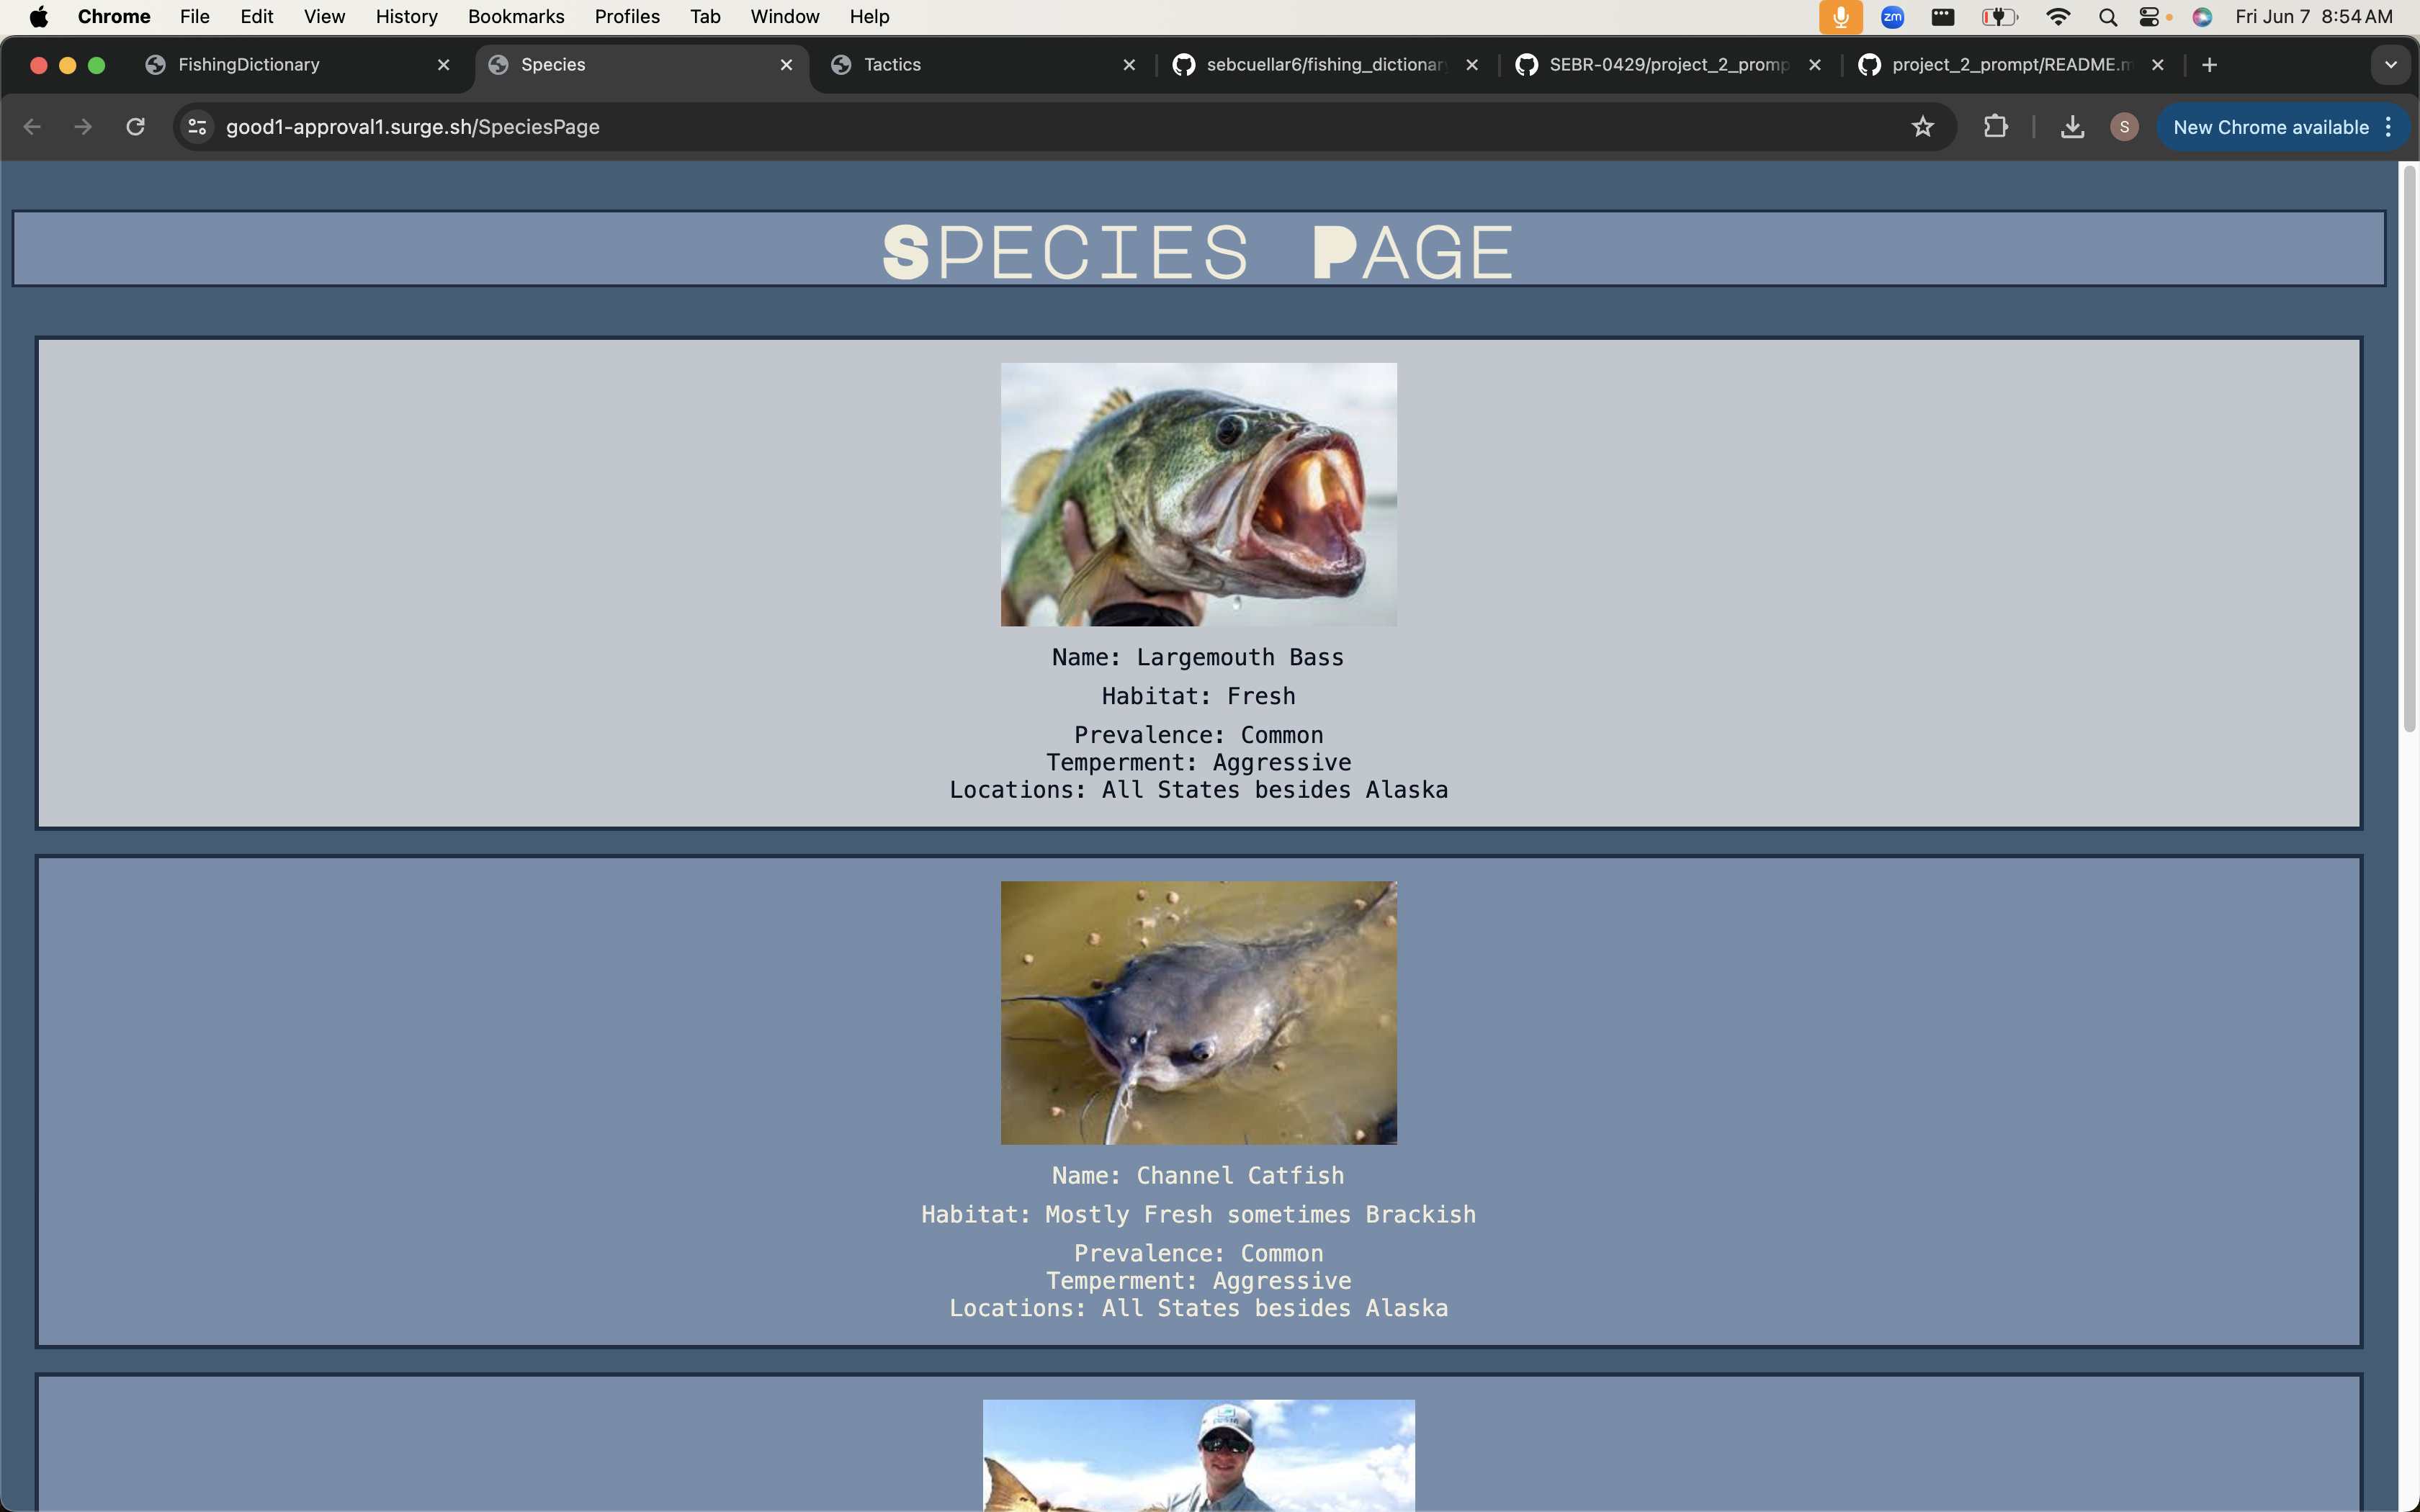 Chrome File Edit View History Bookmarks Profiles Tab Window Help zm Fri Jun 7 8:54 AM
FishingDictionary Species Tactics sebcuellar6/fishing_dictionary SEBR-0429/project_2_promp project_2_prompt/README.m
good1-approval1.surge.sh/SpeciesPage S New Chrome available
SPECIES PAGE
Name: Largemouth Bass
Habitat: Fresh
Prevalence: Common
Temperment: Aggressive
Locations: All States besides Alaska
Name: Channel Catfish
Habitat: Mostly Fresh sometimes Brackish
Prevalence: Common
Temperment: Aggressive
Locations: All States besides Alaska